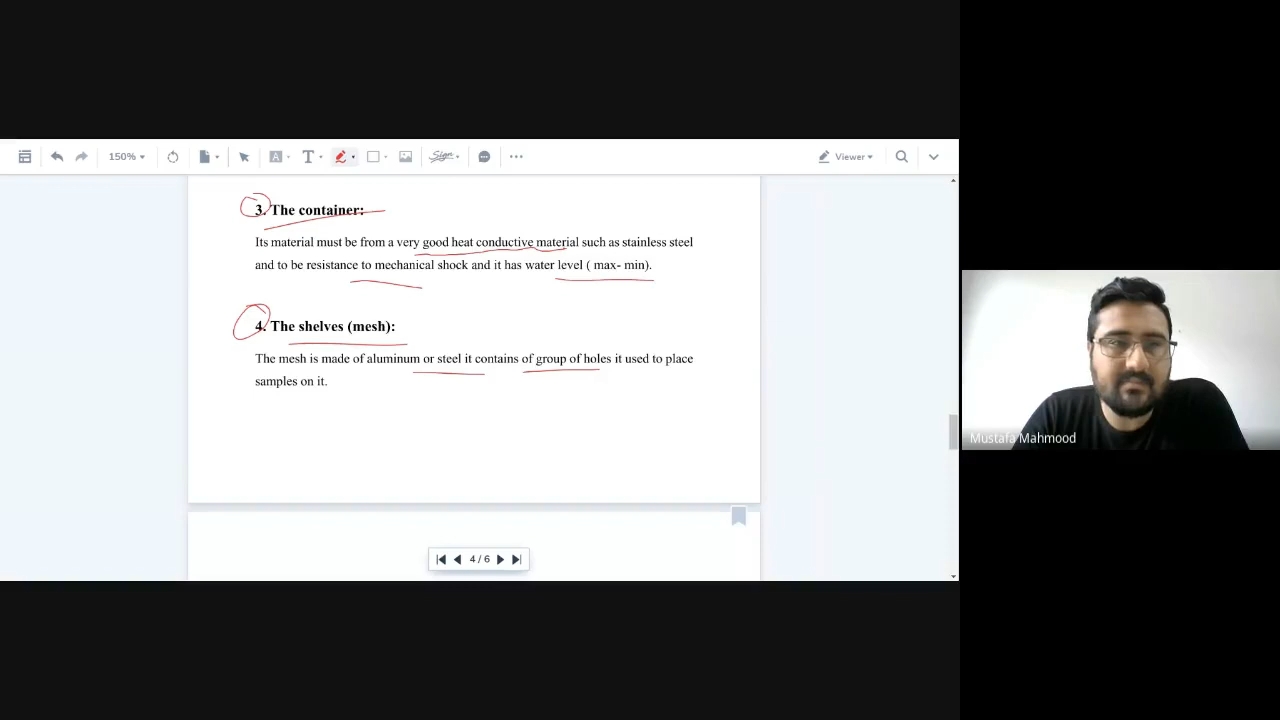 150%
T
A
Sign
Viewer
3. The container:
Its material must be from a very good heat conductive material such as stainless steel
and to be resistance to mechanical shock and it has water level ( max- min).
4. The shelves (mesh):
The mesh is made of aluminum or steel it contains of group of holes it used to place
samples on it.
4 / 6
Mustafa Mahmood